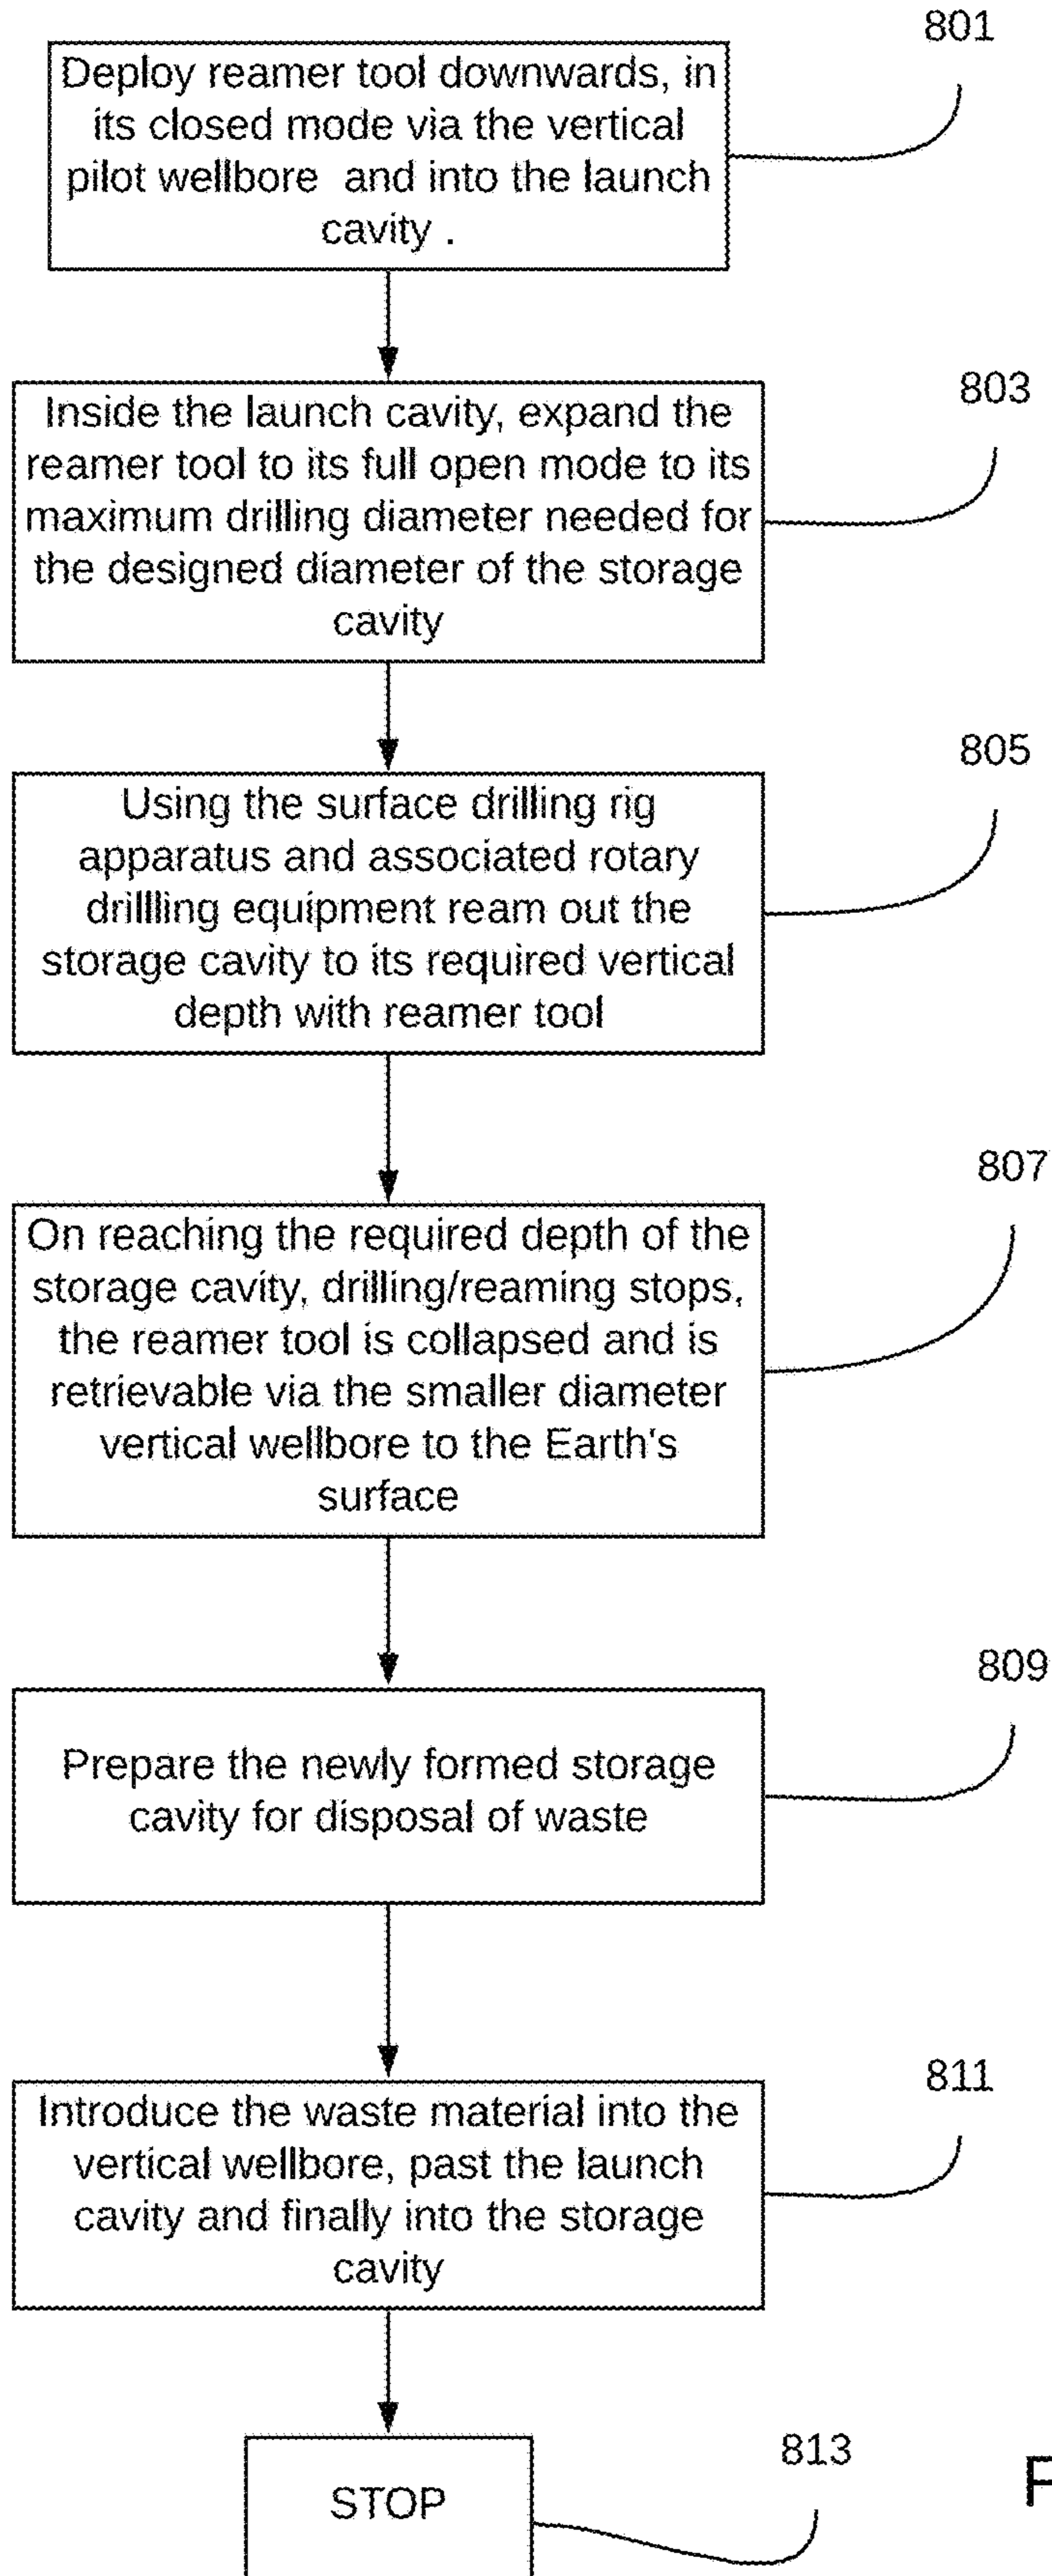 801
Deploy reamer tool downwards, in
its closed mode via the vertical
pilot wellbore  and into the launch
cavity .
803
Inside the launch cavity, expand the
reamer tool to its full open mode to its
maximum drilling diameter needed for
the designed diameter of the storage
cavity
805
Using the surface drilling rig
apparatus and associated rotary
drillling equipment ream out the
storage cavity to its required vertical
depth with reamer tool
807
On reaching the required depth of the
storage cavity, drilling/reaming stops,
the reamer tool is collapsed and is
retrievable via the smaller diameter
vertical wellbore to the Earth's
surface
809
Prepare the newly formed storage
cavity for disposal of waste
811
Introduce the waste material into the
vertical wellbore, past the launch
cavity and finally into the storage
cavity
813
STOP